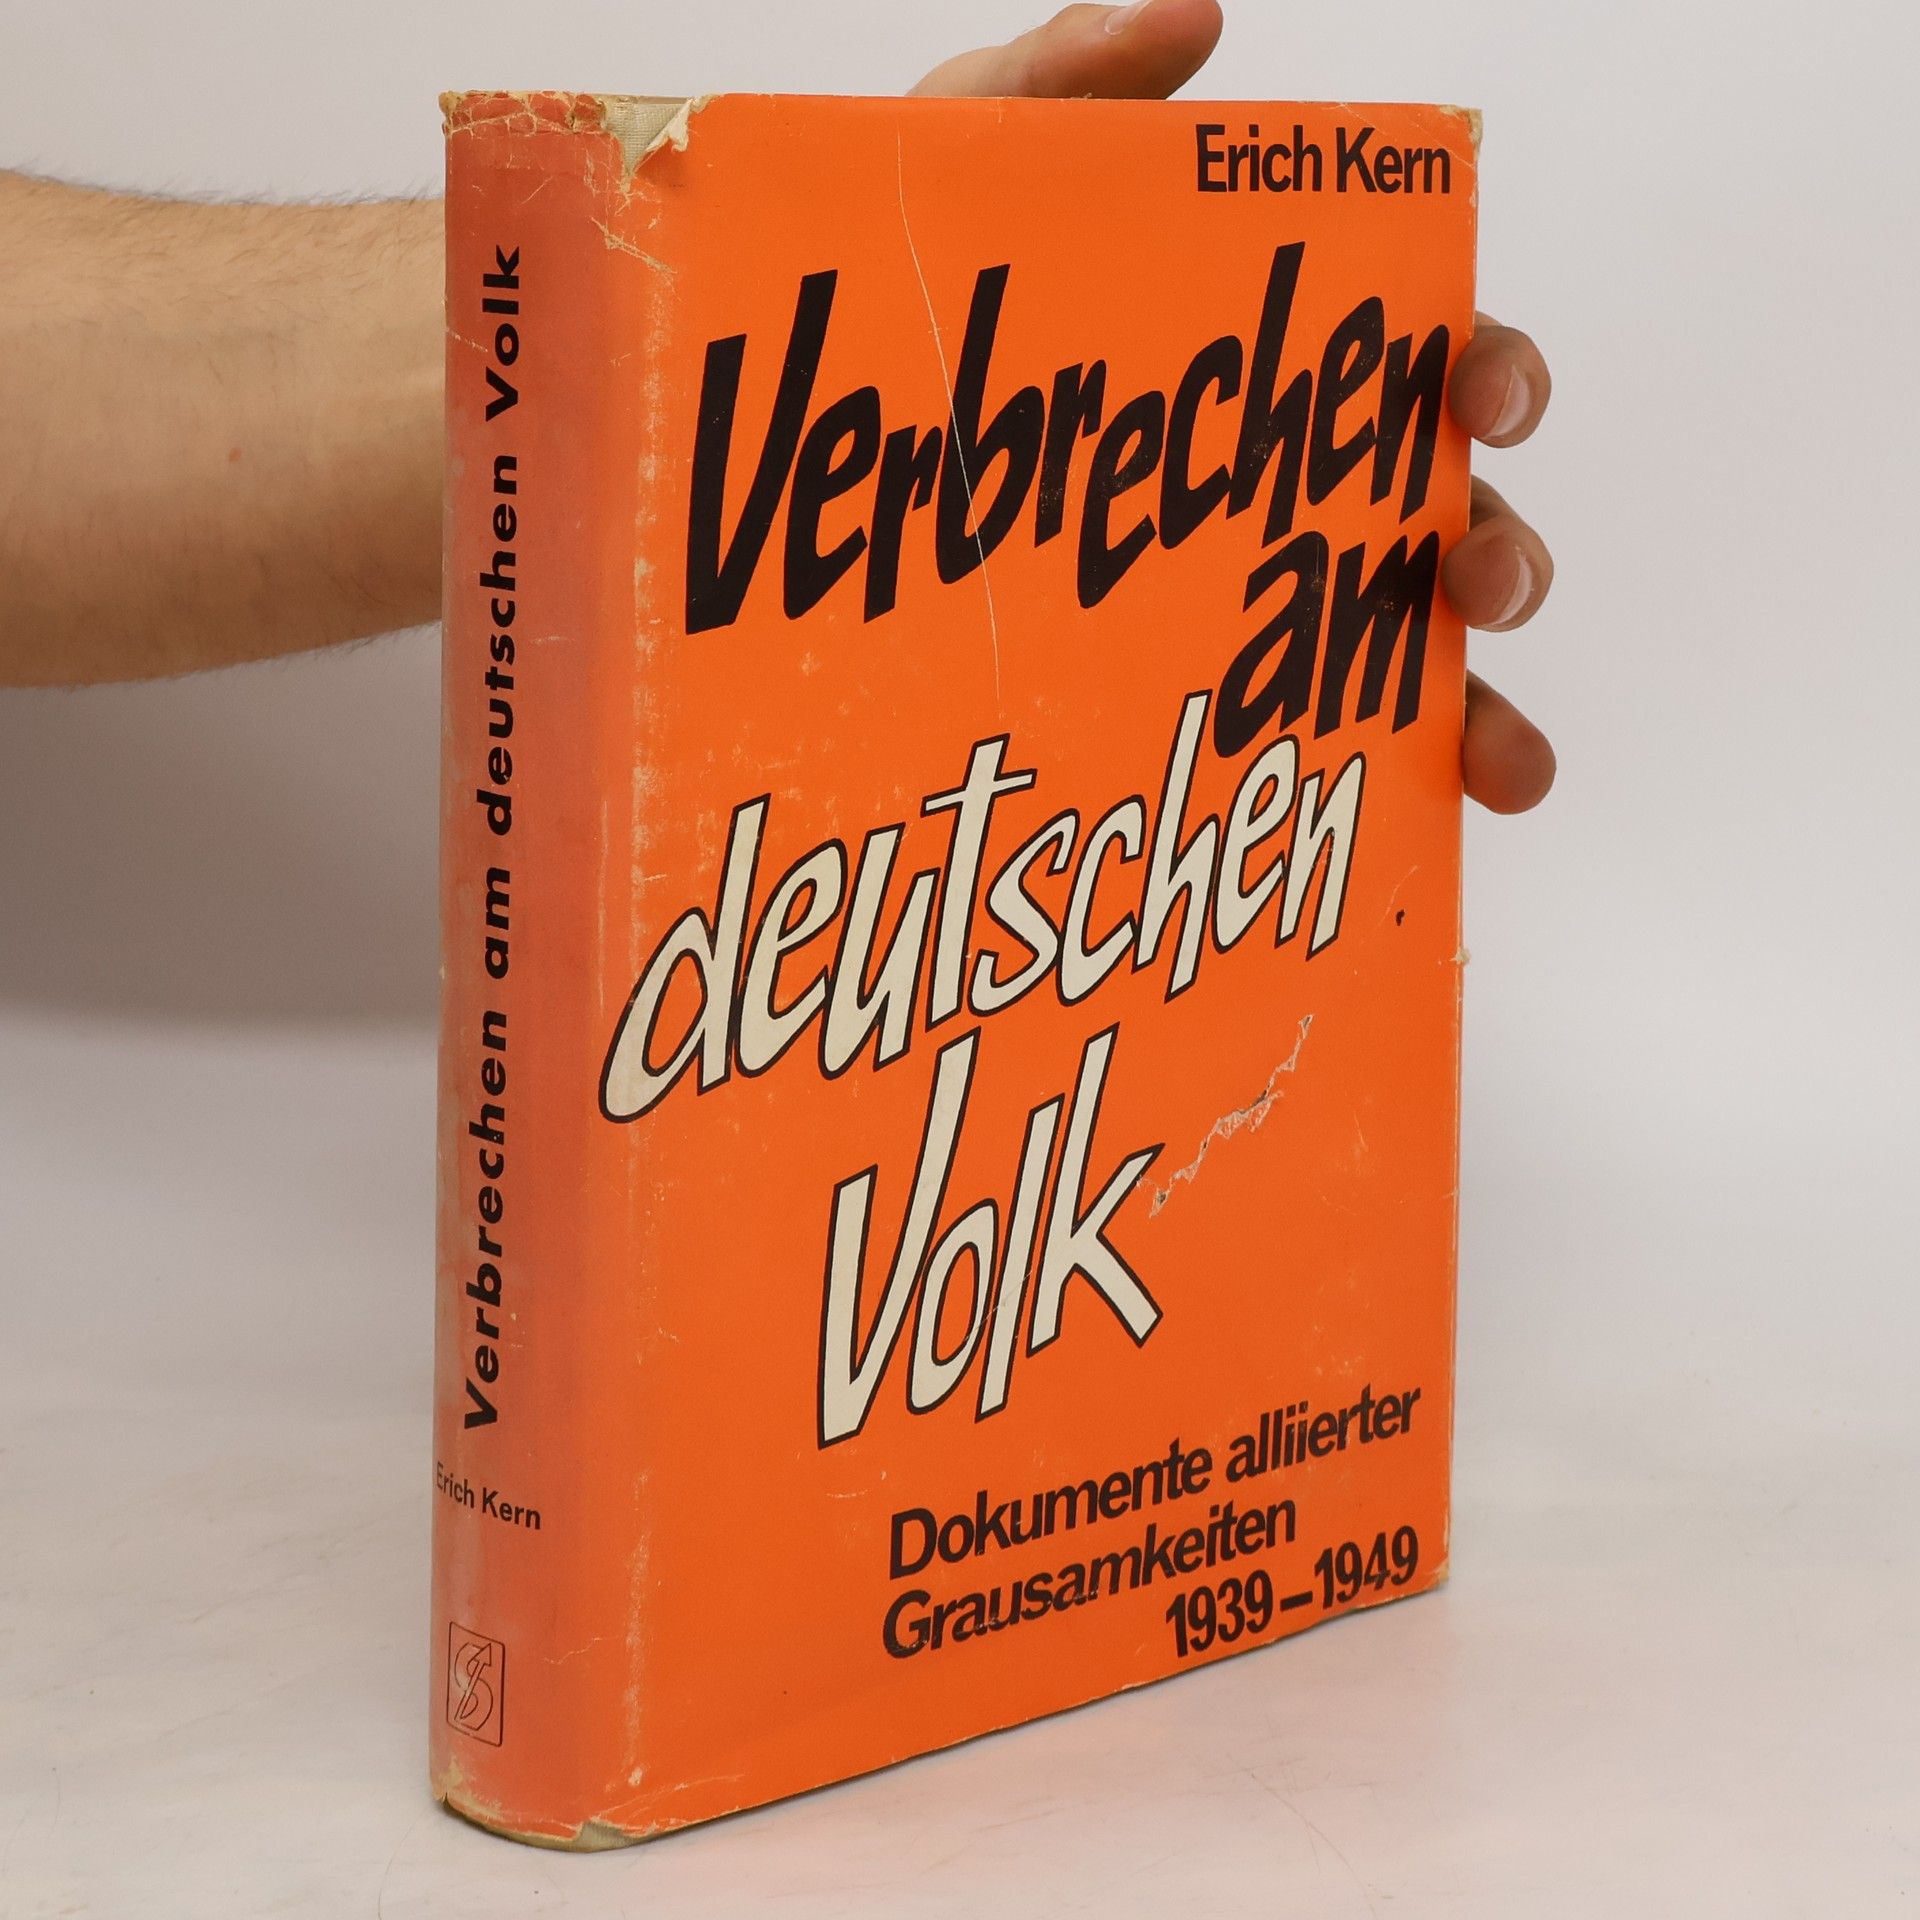 Erich Kern
Verbrechen
am
deutschen
Volk
Dokumente alliierter
Grausamkeiten
1939–1949
Verbrechen am deutschen Volk
Erich Kern